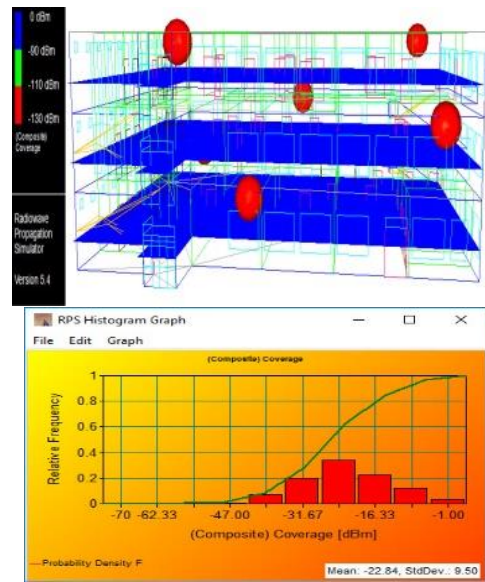 0 dBm
-90 dBm
-110 dBm
-130 dBm
(Composite)
Coverage
Radiowave
Propagation
Simulator
Version 5.4
RPS Histogram Graph
File Edit Graph
(Composite) Coverage
Relative Frequency
1
0.8
0.6
0.4
0.2
0
-70 -62.33 -47.00 -31.67 -16.33 -1.00
(Composite) Coverage [dBm]
Probability Density F
Mean: -22.84, StdDev.: 9.50